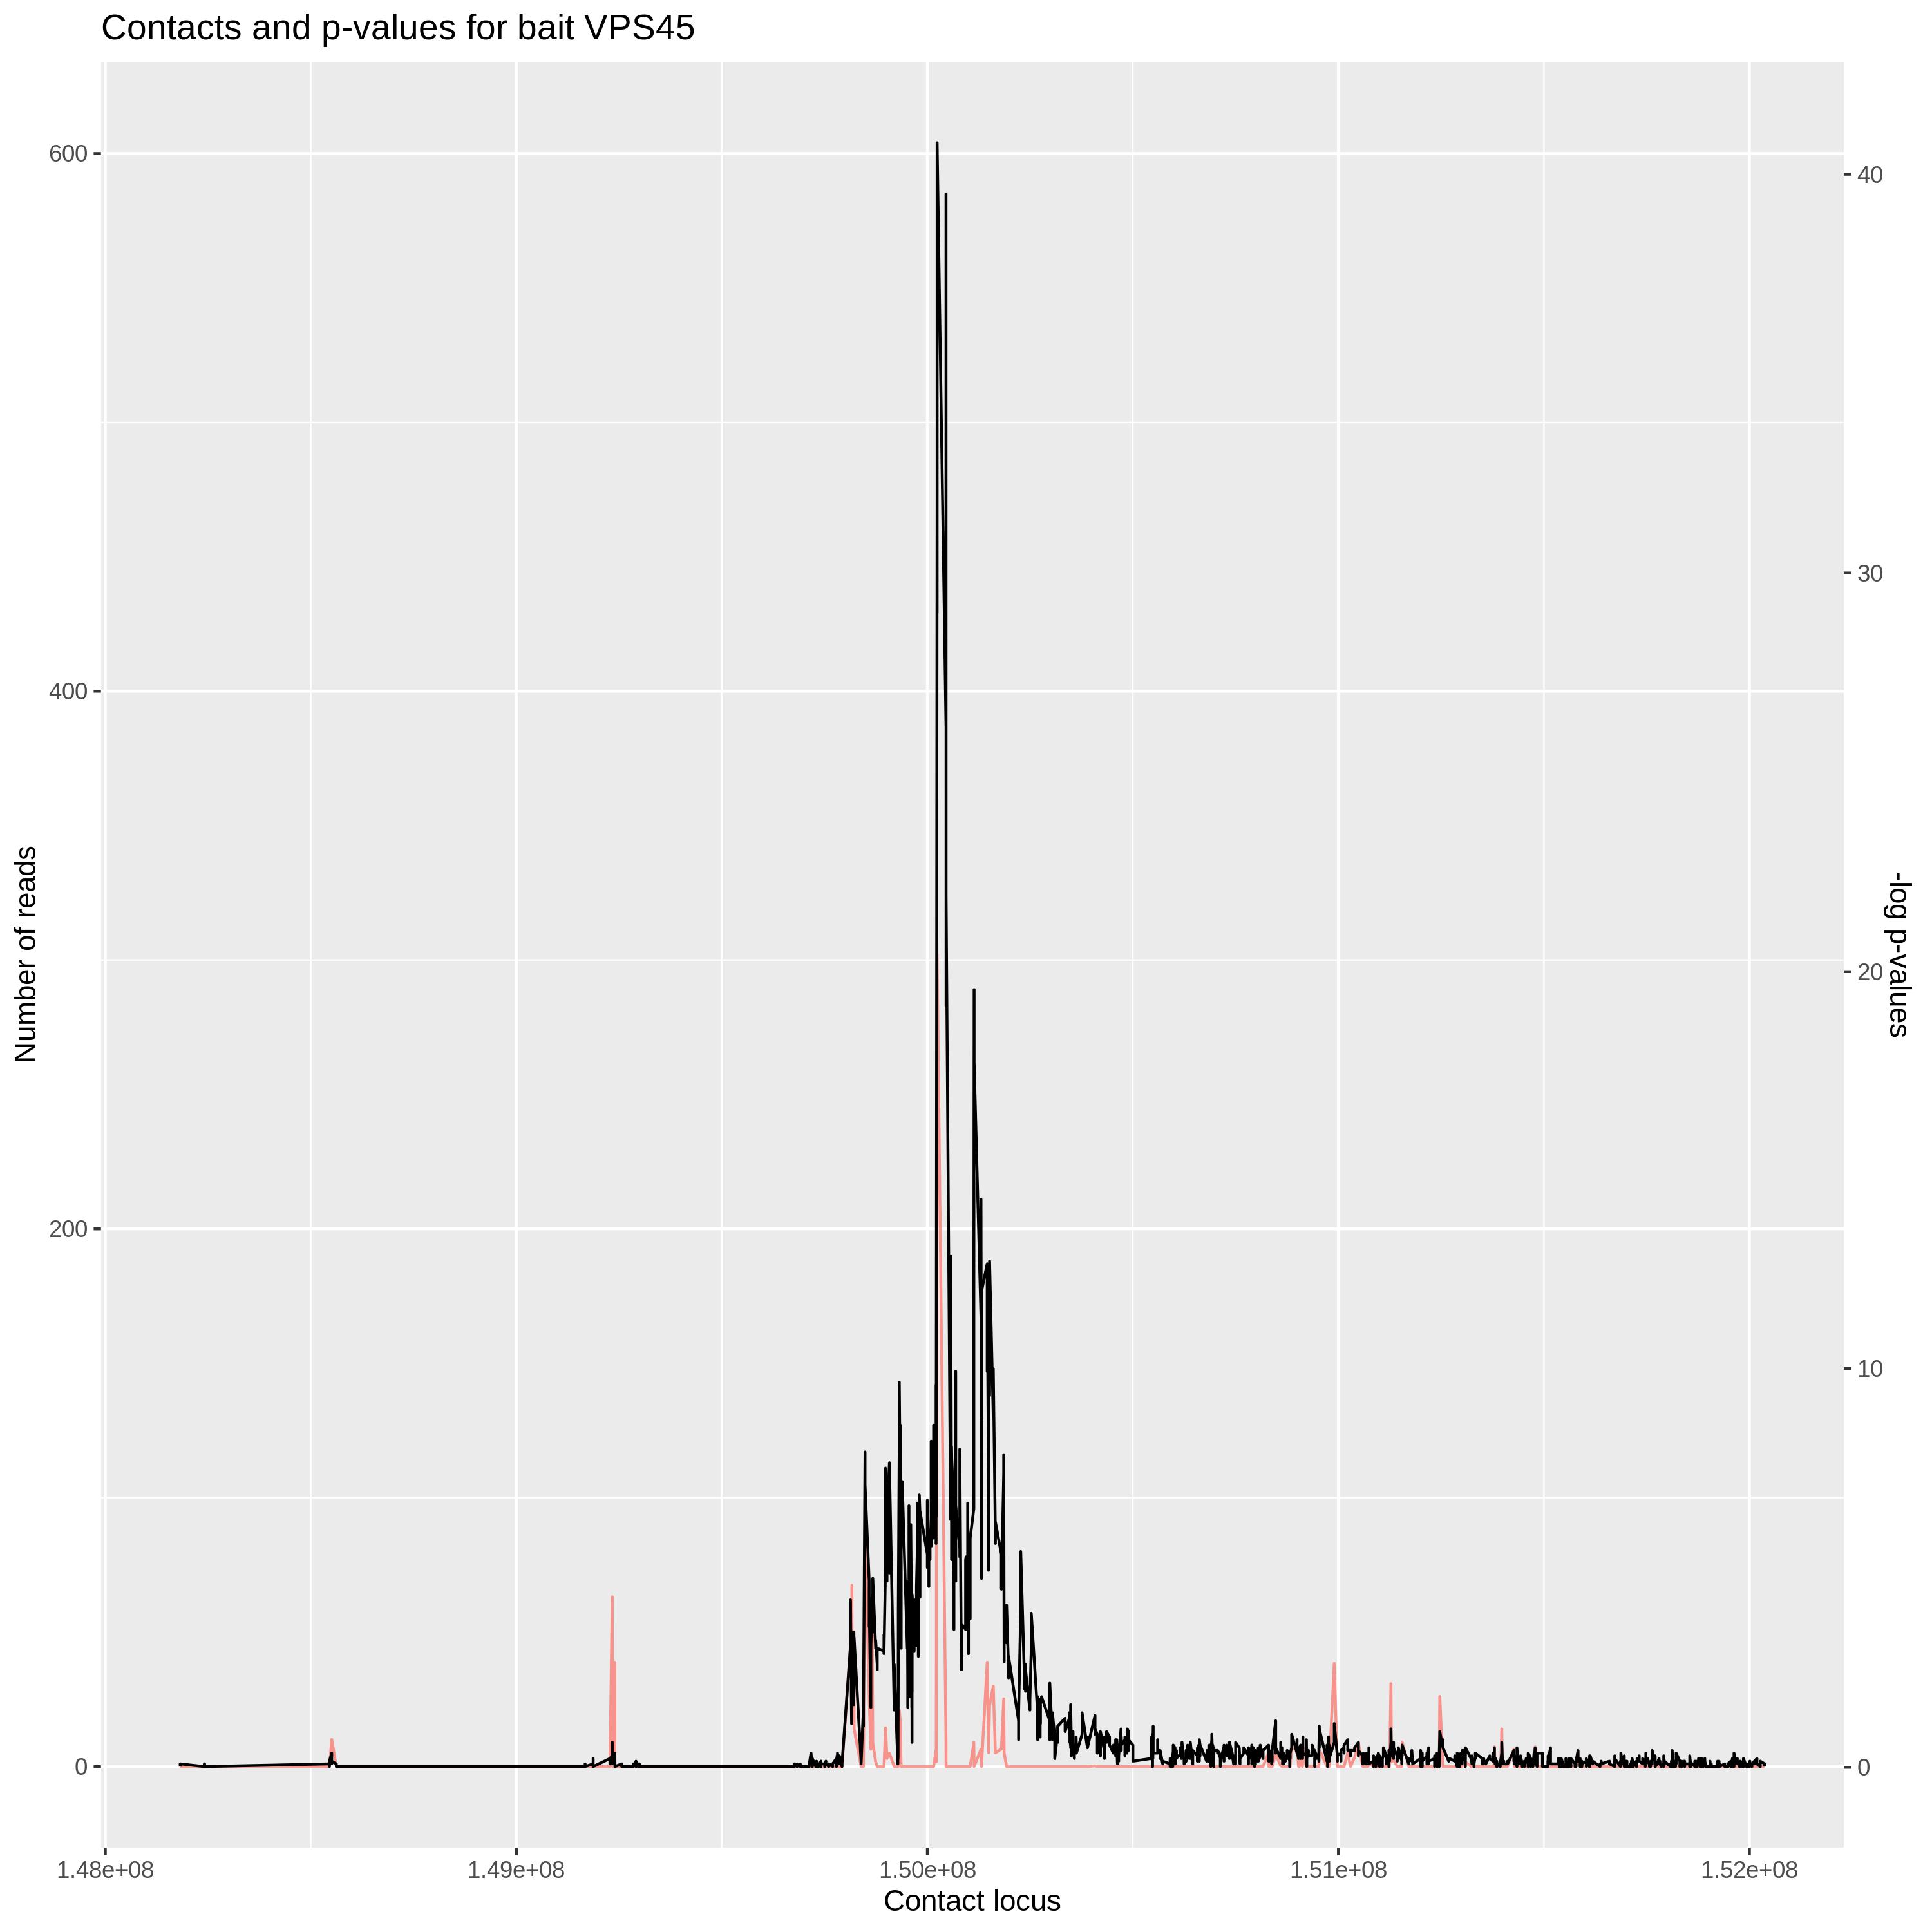 Contacts and p-values for bait VPS45
600
400
200
0
Number of reads
40
30
20
10
0
-log p-values
1.48e+08
1.49e+08
1.50e+08
1.51e+08
1.52e+08
Contact locus